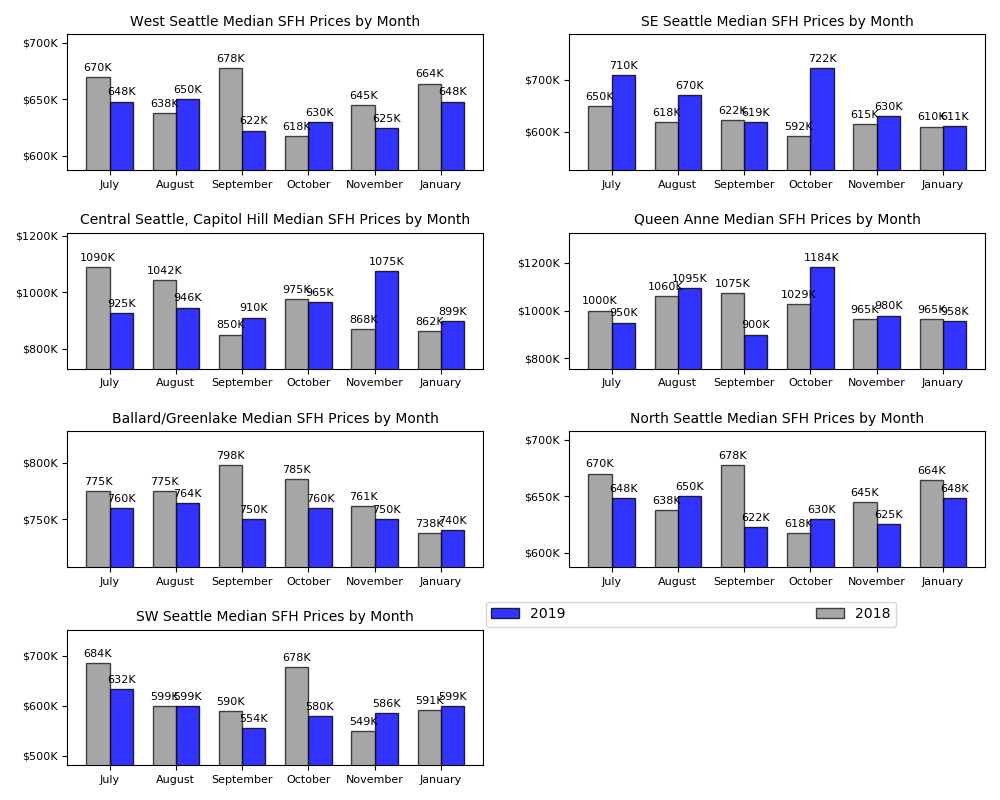 West Seattle Median SFH Prices by Month
$700K
$650K
$600K
670K 648K 638K 650K 678K 622K 618K 630K 645K 625K 664K 648K
July August September October November January
SE Seattle Median SFH Prices by Month
$700K
$600K
650K 710K 618K 670K 622K 619K 592K 722K 615K 630K 610K 611K
July August September October November January
Central Seattle, Capitol Hill Median SFH Prices by Month
$1200K
$1000K
$800K
1090K 925K 1042K 946K 850K 910K 975K 965K 868K 1075K 862K 899K
July August September October November January
Queen Anne Median SFH Prices by Month
$1200K
$1000K
$800K
1000K 950K 1060K 1095K 1075K 900K 1029K 1184K 965K 980K 965K 958K
July August September October November January
Ballard/Greenlake Median SFH Prices by Month
$800K
$750K
775K 760K 775K 764K 798K 750K 785K 760K 761K 750K 738K 740K
July August September October November January
North Seattle Median SFH Prices by Month
$700K
$650K
$600K
670K 648K 638K 650K 678K 622K 618K 630K 645K 625K 664K 648K
July August September October November January
2019 2018
SW Seattle Median SFH Prices by Month
$700K
$600K
$500K
684K 632K 599K 599K 590K 554K 678K 580K 549K 586K 591K 599K
July August September October November January